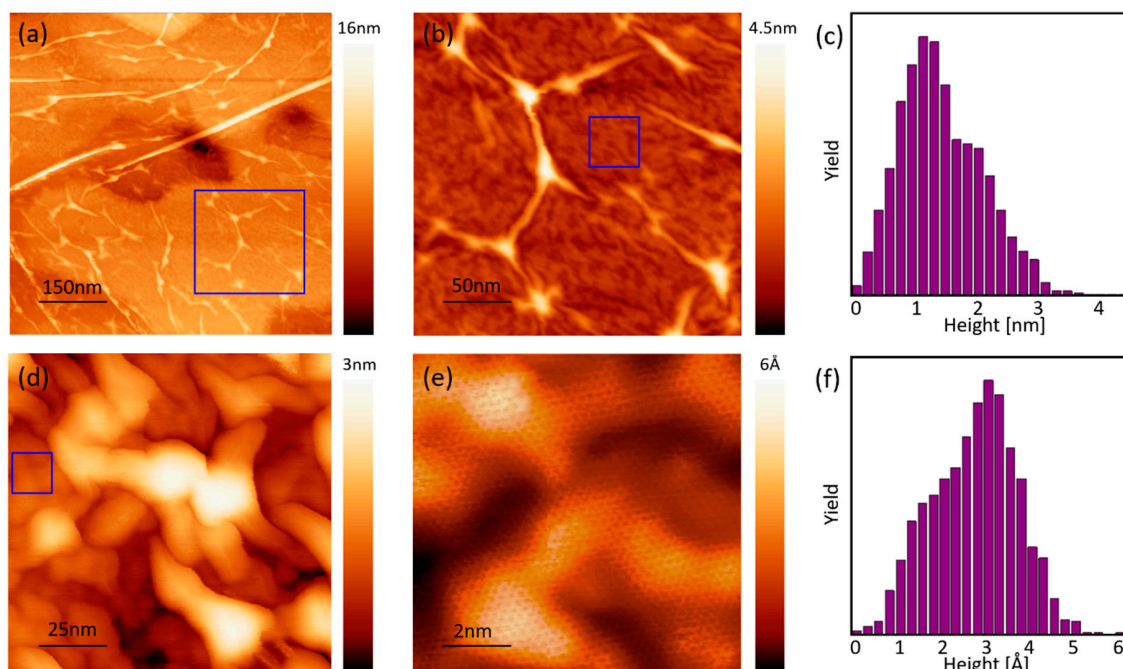 (a)
16nm
150nm
(b)
4.5nm
50nm
(c)
Yield
0 1 2 3 4
Height [nm]
(d)
3nm
25nm
(e)
6Å
2nm
(f)
Yield
0 1 2 3 4 5 6
Height [Å]